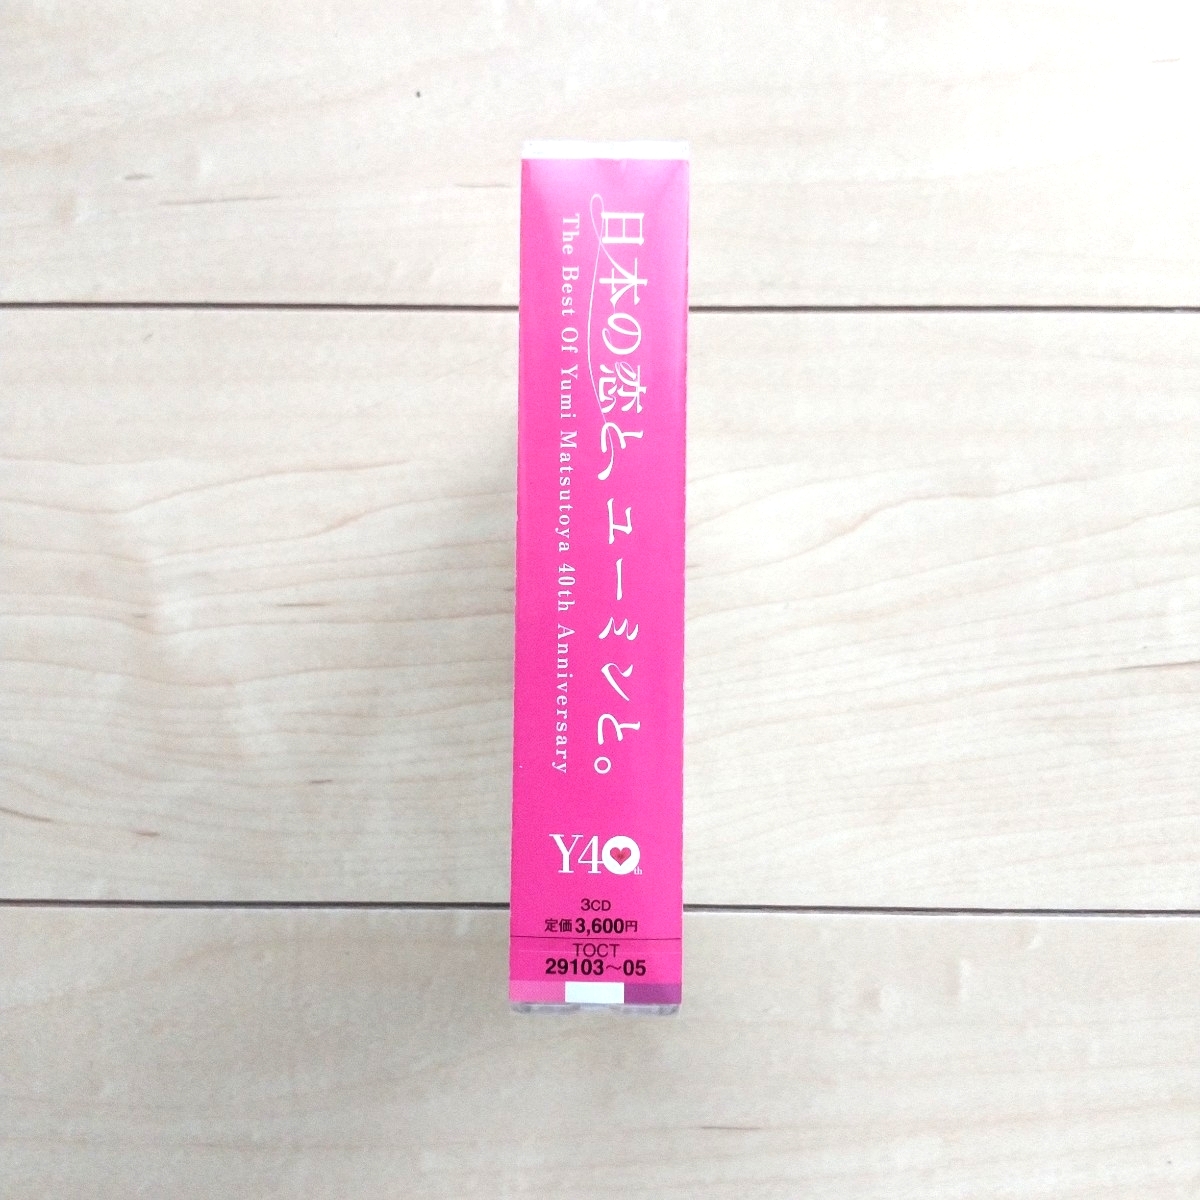 日本の恋と、ユーミンと。
The Best Of Yumi Matsutoya 40th Anniversary
Y40th
3CD
定価3,600円
TOCT
29103〜05